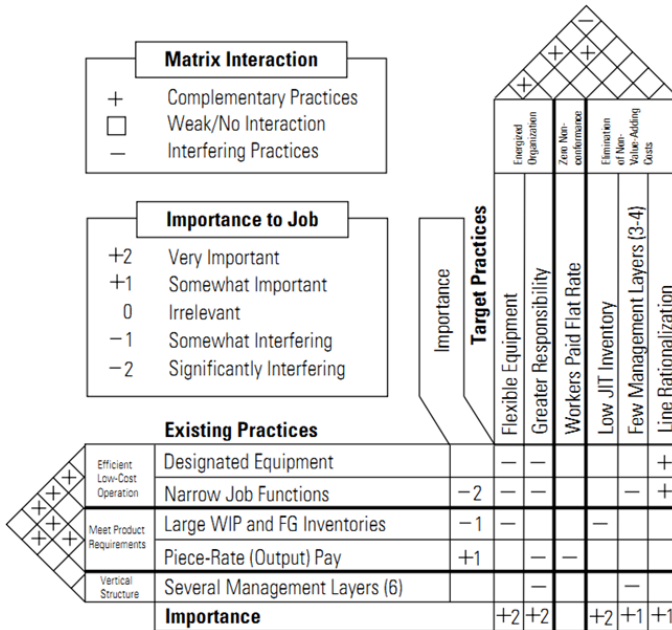 Matrix Interaction
+ Complementary Practices
□ Weak/No Interaction
− Interfering Practices
Importance to Job
+2 Very Important
+1 Somewhat Important
0 Irrelevant
−1 Somewhat Interfering
−2 Significantly Interfering
−
+ +
+
Energized
Organization
Zero Non-
conformance
Elimination
of Non-
Value-Adding
Costs
Importance
Target Practices
Flexible Equipment
Greater Responsibility
Workers Paid Flat Rate
Low JIT Inventory
Few Management Layers (3-4)
Line Rationalization
Existing Practices
Efficient
Low-Cost
Operation
Designated Equipment − − +
Narrow Job Functions −2 − − − +
Meet Product
Requirements
Large WIP and FG Inventories −1 − −
Piece-Rate (Output) Pay +1 − −
Vertical
Structure
Several Management Layers (6) − −
+
+
+ +
+ +
+
Importance +2 +2 +2 +1 +1